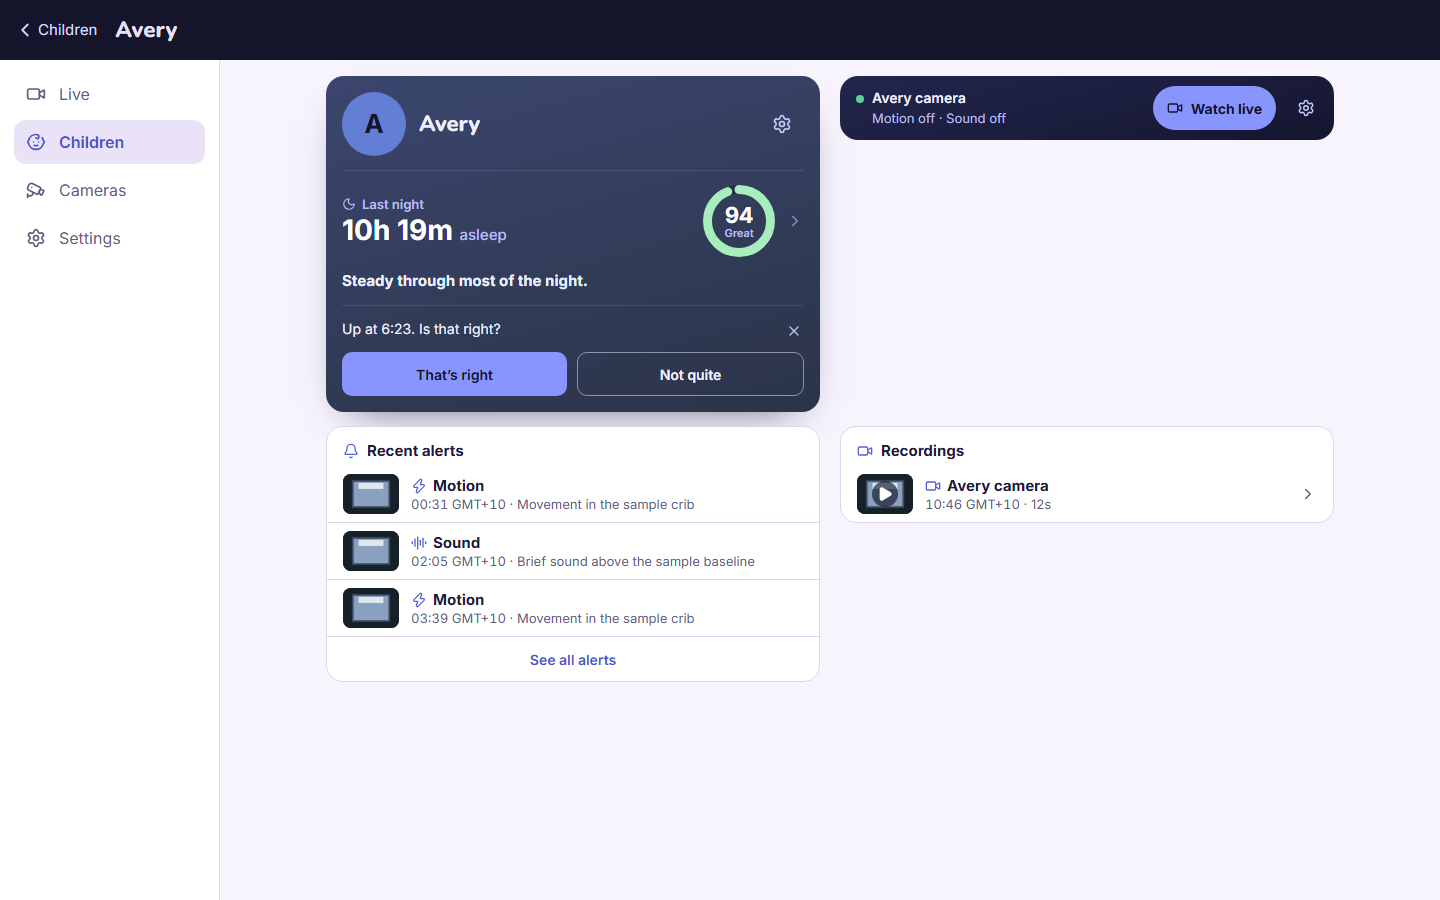 Children Avery
Live
Children
Cameras
Settings
A
Avery
Last night
10h 19m asleep
94
Great
Steady through most of the night.
Up at 6:23. Is that right?
That's right
Not quite
Avery camera
Motion off · Sound off
Watch live
Recent alerts
Motion
00:31 GMT+10 · Movement in the sample crib
Sound
02:05 GMT+10 · Brief sound above the sample baseline
Motion
03:39 GMT+10 · Movement in the sample crib
See all alerts
Recordings
Avery camera
10:46 GMT+10 · 12s